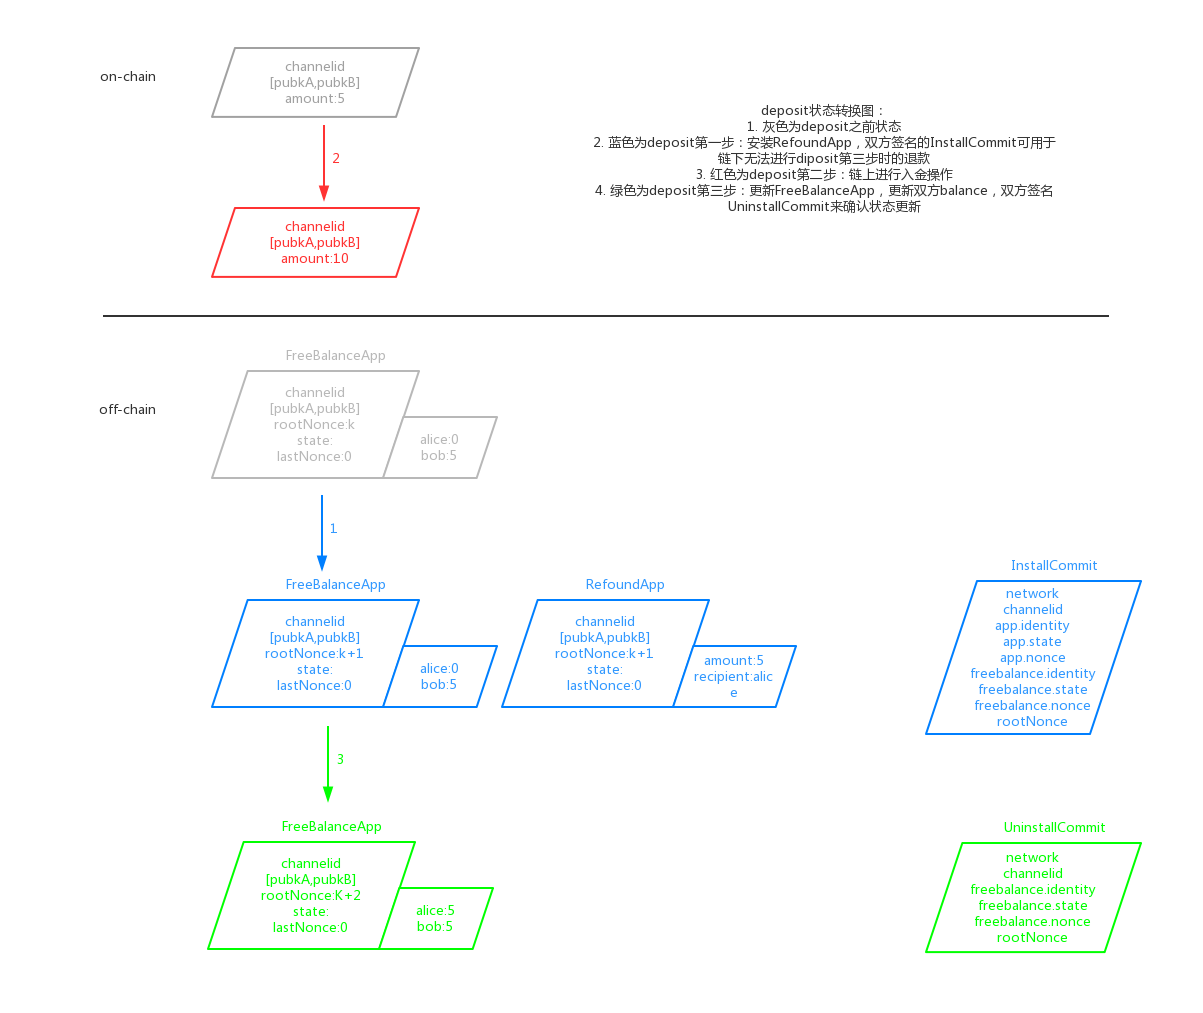 on-chain
channelid
[pubkA,pubkB]
amount:5
2
channelid
[pubkA,pubkB]
amount:10
deposit状态转换图：
1. 灰色为deposit之前状态
2. 蓝色为deposit第一步：安装RefoundApp，双方签名的InstallCommit可用于
链下无法进行diposit第三步时的退款
3. 红色为deposit第二步：链上进行入金操作
4. 绿色为deposit第三步：更新FreeBalanceApp，更新双方balance，双方签名
UninstallCommit来确认状态更新
off-chain
FreeBalanceApp
channelid
[pubkA,pubkB]
rootNonce:k
state:
lastNonce:0
alice:0
bob:5
1
FreeBalanceApp
channelid
[pubkA,pubkB]
rootNonce:k+1
state:
lastNonce:0
alice:0
bob:5
RefoundApp
channelid
[pubkA,pubkB]
rootNonce:k+1
state:
lastNonce:0
amount:5
recipient:alic
e
InstallCommit
network
channelid
app.identity
app.state
app.nonce
freebalance.identity
freebalance.state
freebalance.nonce
rootNonce
3
FreeBalanceApp
channelid
[pubkA,pubkB]
rootNonce:K+2
state:
lastNonce:0
alice:5
bob:5
UninstallCommit
network
channelid
freebalance.identity
freebalance.state
freebalance.nonce
rootNonce